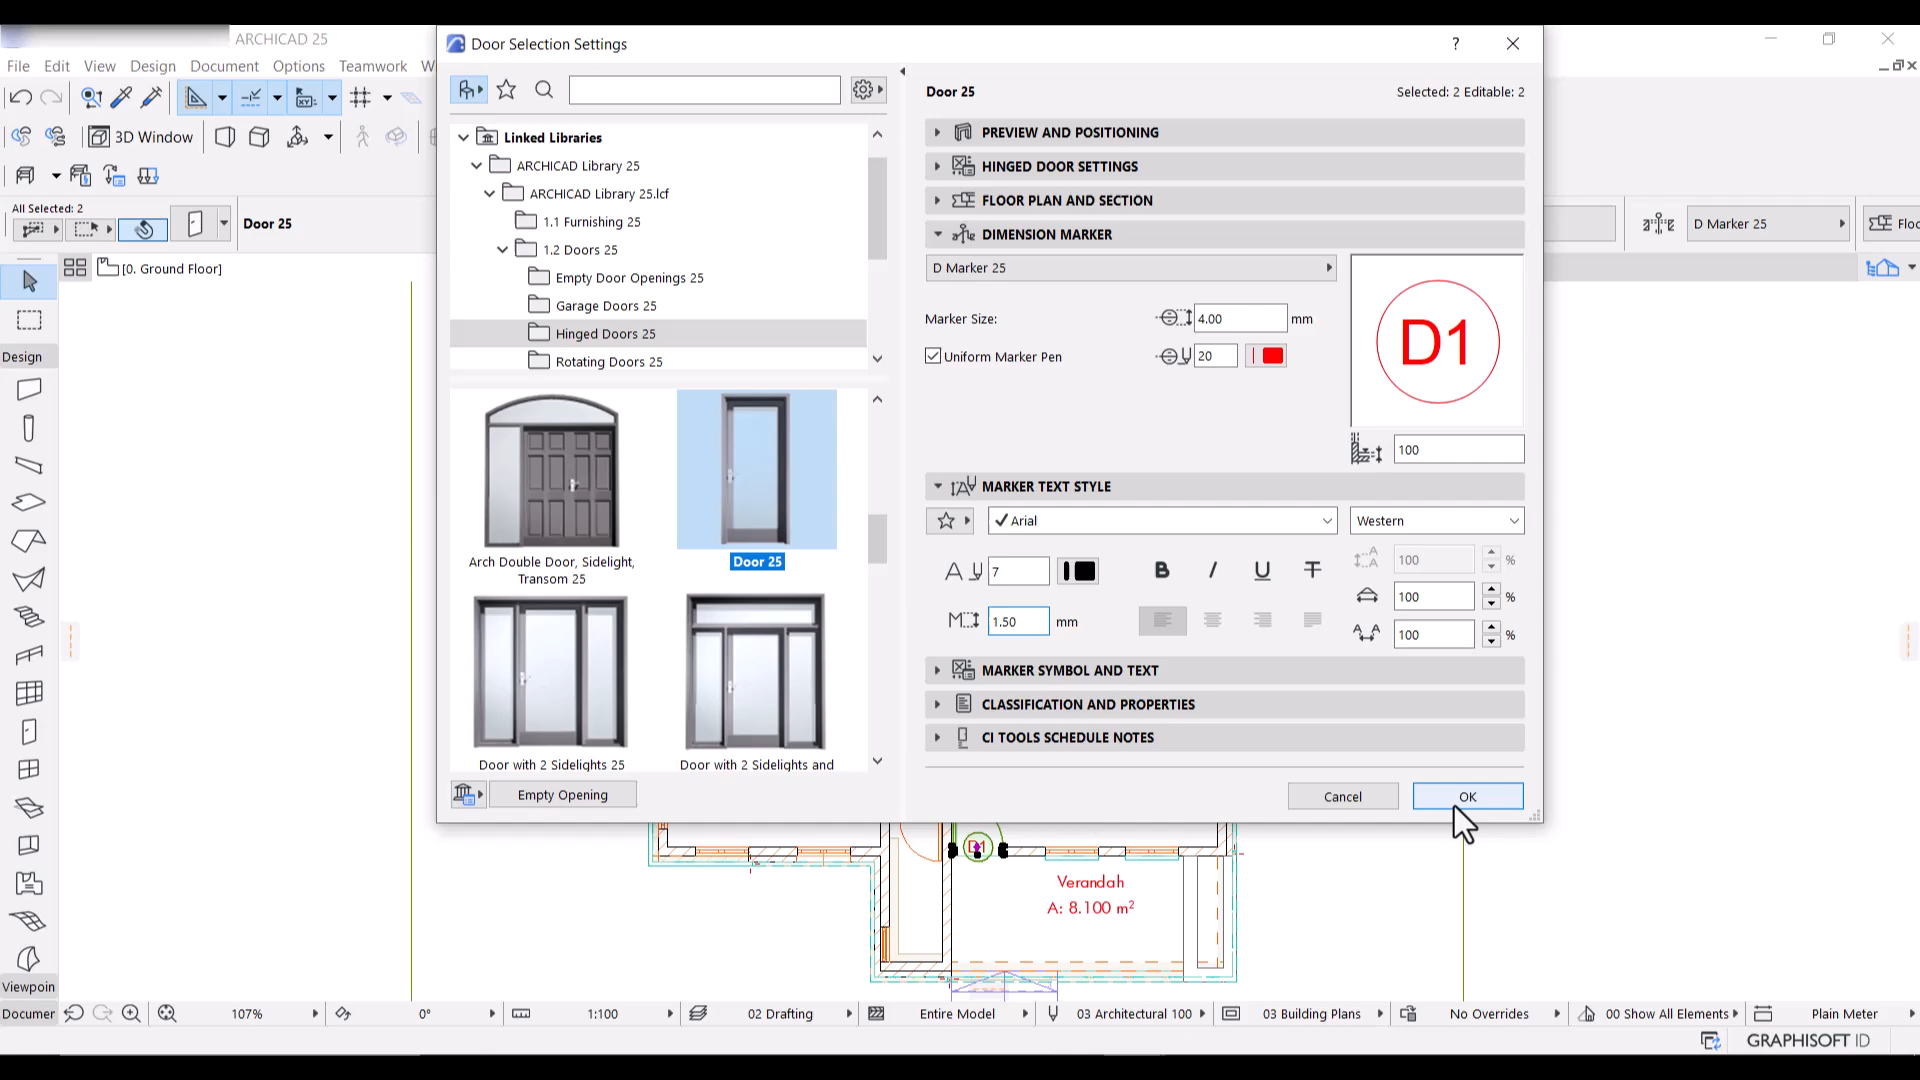 ARCHICAD 25
File Edit View Design Document Options Teamwork W
3D Window
All Selected: 2
Door 25
[0. Ground Floor]
Design
Viewpoin
Documen
Door Selection Settings
?
Linked Libraries
ARCHICAD Library 25
ARCHICAD Library 25.lcf
1.1 Furnishing 25
1.2 Doors 25
Empty Door Openings 25
Garage Doors 25
Hinged Doors 25
Rotating Doors 25
Arch Double Door, Sidelight,
Transom 25
Door 25
Door with 2 Sidelights 25
Door with 2 Sidelights and
Empty Opening
Door 25
Selected: 2 Editable: 2
PREVIEW AND POSITIONING
HINGED DOOR SETTINGS
FLOOR PLAN AND SECTION
DIMENSION MARKER
D Marker 25
Marker Size:
4.00 mm
Uniform Marker Pen
20
D1
100
MARKER TEXT STYLE
Arial
Western
7
B I U T
100 %
100 %
1.50 mm
100 %
MARKER SYMBOL AND TEXT
CLASSIFICATION AND PROPERTIES
CI TOOLS SCHEDULE NOTES
Cancel
OK
D Marker 25
Floo
D1
Verandah
A: 8.100 m²
107%
0°
1:100
02 Drafting
Entire Model
03 Architectural 100
03 Building Plans
No Overrides
00 Show All Elements
Plain Meter
GRAPHISOFT ID